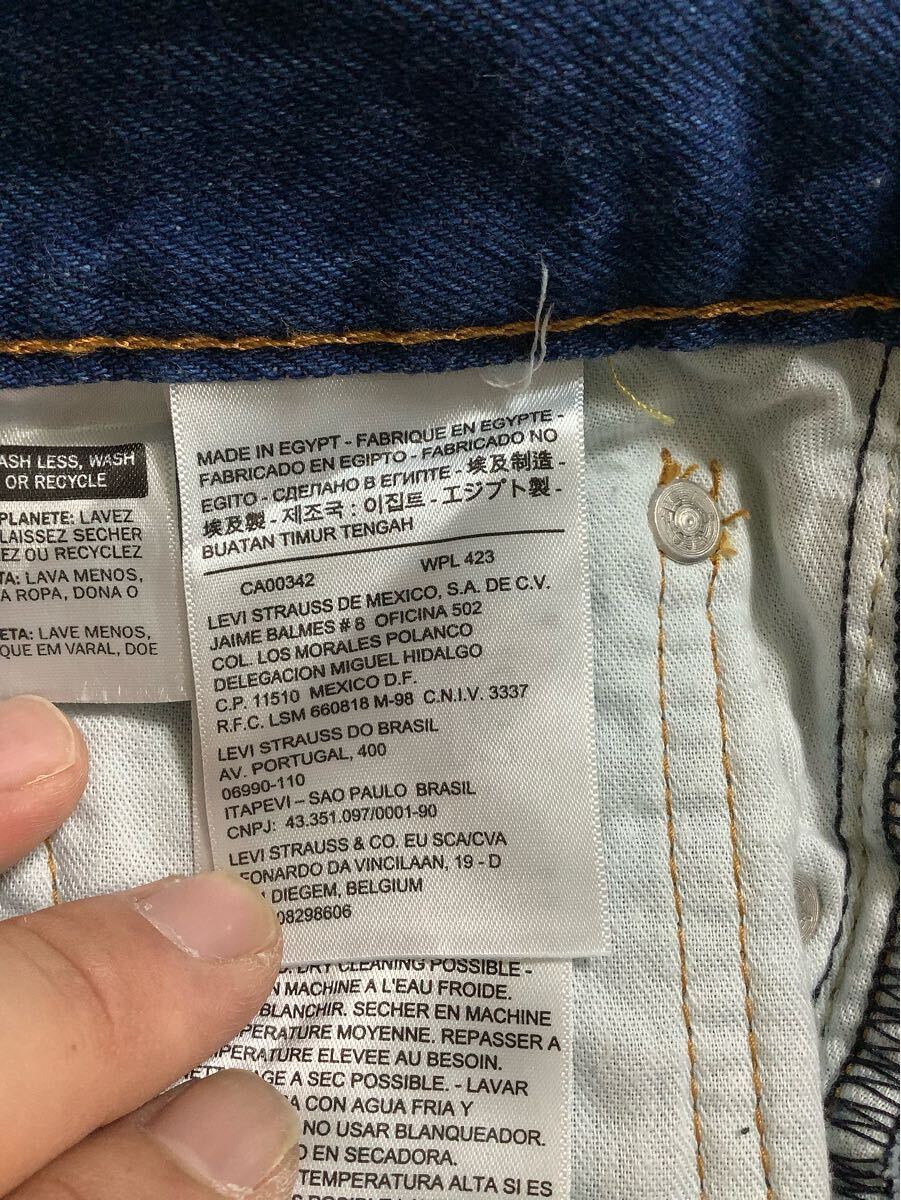 ASH LESS, WASH
OR RECYCLE
PLANETE: LAVEZ
LAISSEZ SECHER
EZ OU RECYCLEZ
TA: LAVA MENOS,
A ROPA, DONA O
ETA: LAVE MENOS,
QUE EM VARAL, DOE
MADE IN EGYPT - FABRIQUE EN EGYPTE -
FABRICADO EN EGIPTO - FABRICADO NO
EGITO - СДЕЛАНО В ЕГИПТЕ - 埃及制造 -
埃及製 - 제조국 : 이집트 - エジプト製 -
BUATAN TIMUR TENGAH
CA00342 WPL 423
LEVI STRAUSS DE MEXICO, S.A. DE C.V.
JAIME BALMES # 8 OFICINA 502
COL. LOS MORALES POLANCO
DELEGACION MIGUEL HIDALGO
C.P. 11510 MEXICO D.F.
R.F.C. LSM 660818 M-98 C.N.I.V. 3337
LEVI STRAUSS DO BRASIL
AV. PORTUGAL, 400
06990-110
ITAPEVI – SAO PAULO BRASIL
CNPJ: 43.351.097/0001-90
LEVI STRAUSS & CO. EU SCA/CVA
EONARDO DA VINCILAAN, 19 - D
DIEGEM, BELGIUM
08298606
DRY CLEANING POSSIBLE -
N MACHINE A L'EAU FROIDE.
BLANCHIR. SECHER EN MACHINE
PERATURE MOYENNE. REPASSER A
PERATURE ELEVEE AU BESOIN.
NETT AGE A SEC POSSIBLE. - LAVAR
A CON AGUA FRIA Y
NO USAR BLANQUEADOR.
O EN SECADORA.
TEMPERATURA ALTA SI ES